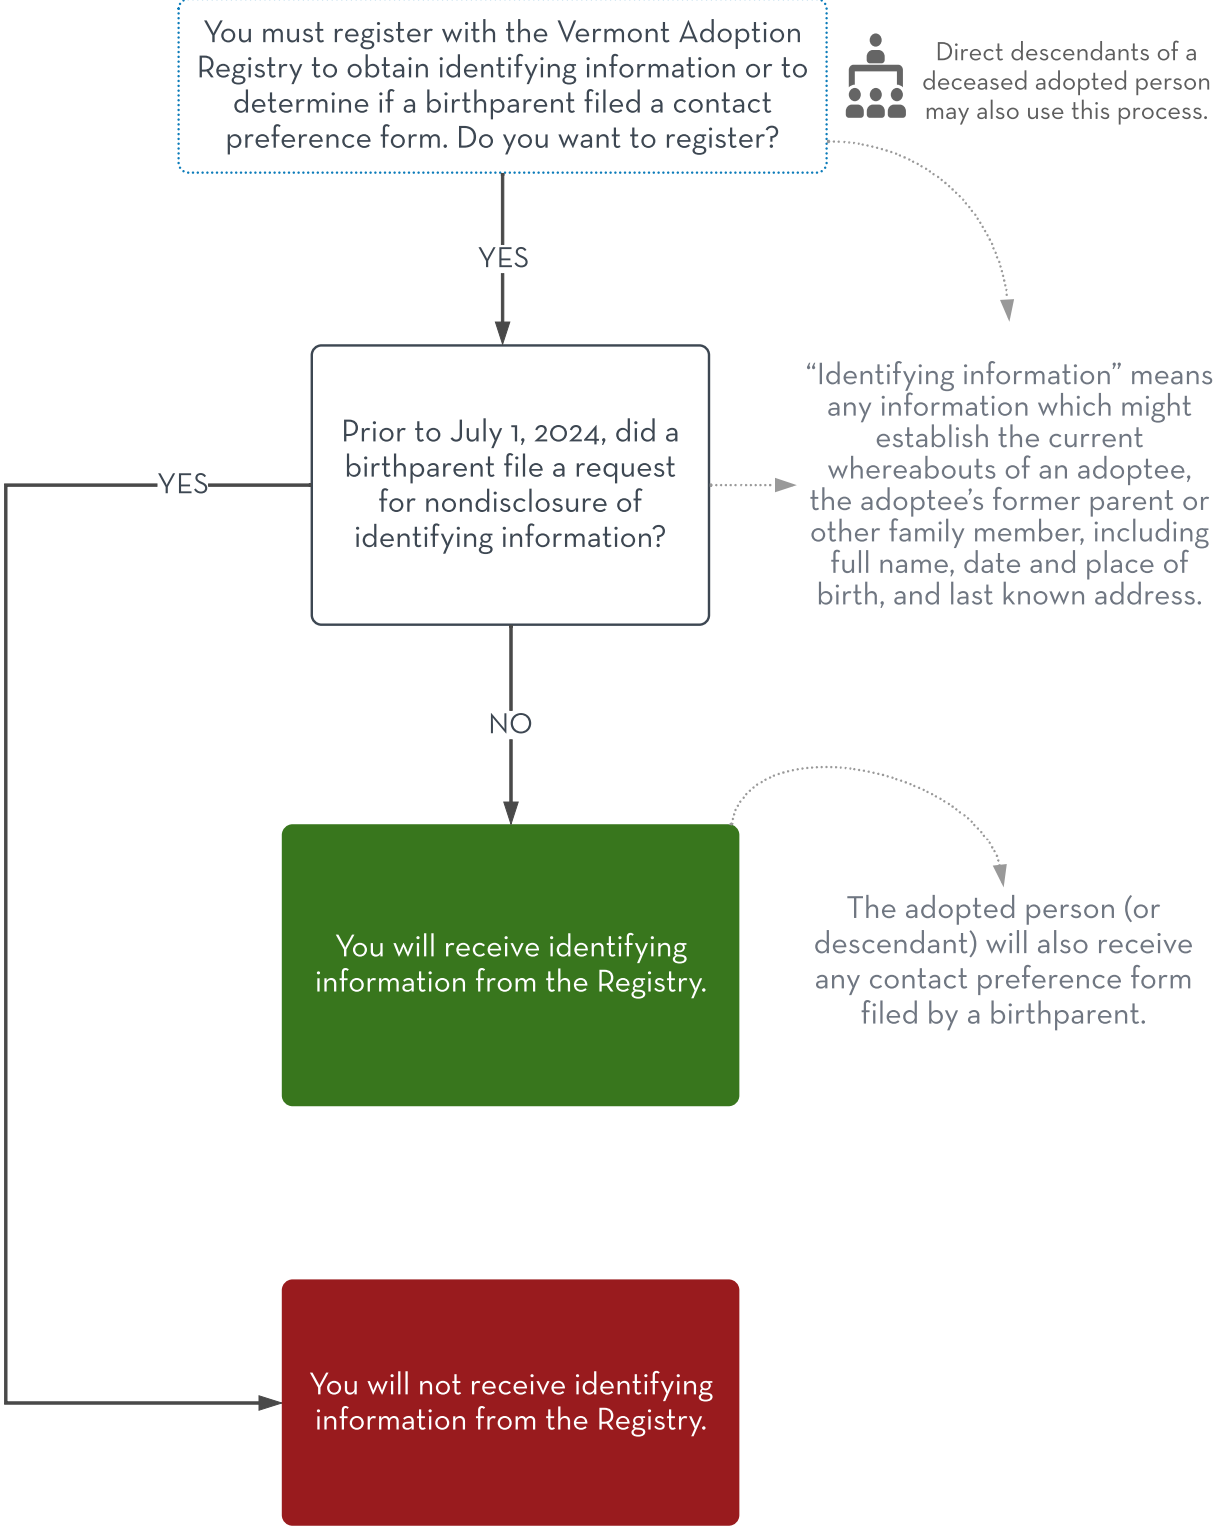 You must register with the Vermont Adoption
Registry to obtain identifying information or to
determine if a birthparent filed a contact
preference form. Do you want to register?
Direct descendants of a
deceased adopted person
may also use this process.
YES
Prior to July 1, 2024, did a
birthparent file a request
for nondisclosure of
identifying information?
YES
“Identifying information” means
any information which might
establish the current
whereabouts of an adoptee,
the adoptee’s former parent or
other family member, including
full name, date and place of
birth, and last known address.
NO
You will receive identifying
information from the Registry.
The adopted person (or
descendant) will also receive
any contact preference form
filed by a birthparent.
You will not receive identifying
information from the Registry.